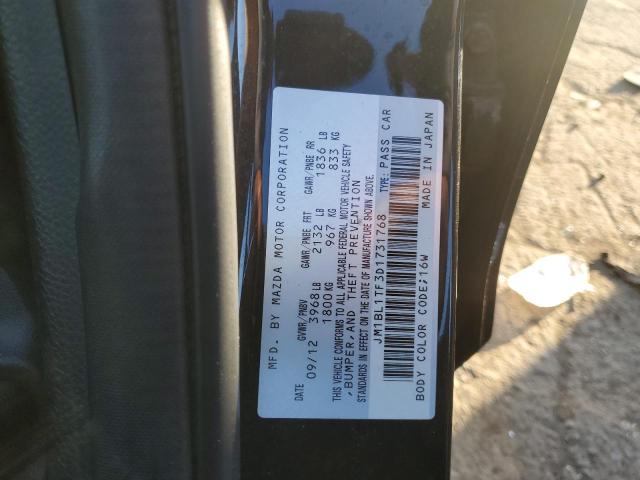 MFD. BY MAZDA MOTOR CORPORATION
DATE GVWR/PNBV GAWR/PNBE FRT GAWR/PNBE RR
09/12 3968 LB 2132 LB 1836 LB
1800 KG 967 KG 833 KG
THIS VEHICLE CONFORMS TO ALL APPLICABLE FEDERAL MOTOR VEHICLE SAFETY
, BUMPER, AND THEFT PREVENTION
STANDARDS IN EFFECT ON THE DATE OF MANUFACTURE SHOWN ABOVE.
JM1BL1TF3D1731768 TYPE: PASS CAR
BODY COLOR CODE;16W MADE IN JAPAN